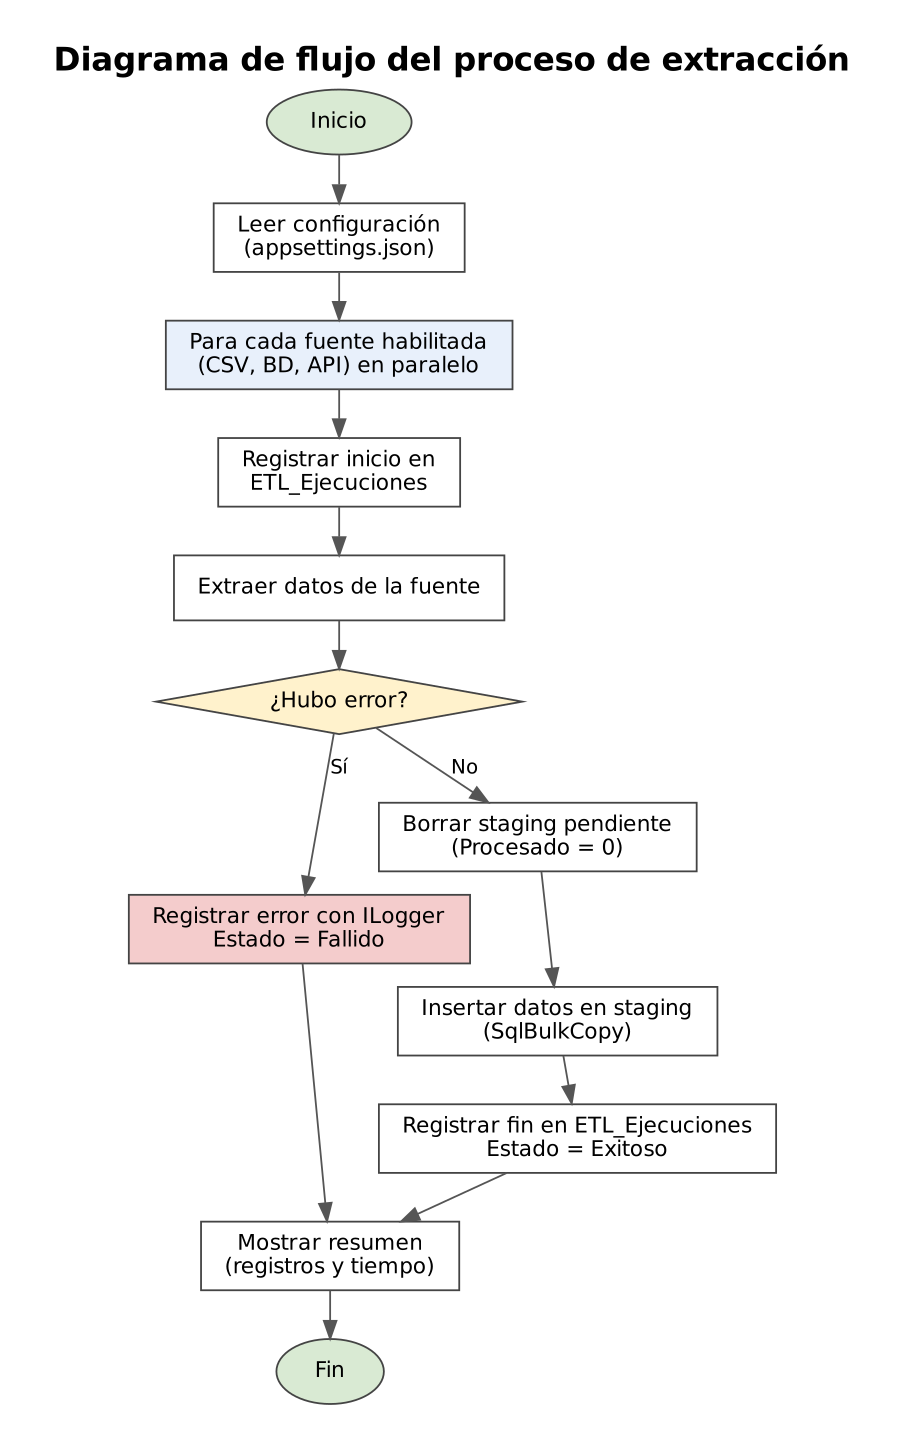 Diagrama de flujo del proceso de extracción
Inicio
Leer configuración
(appsettings.json)
Para cada fuente habilitada
(CSV, BD, API) en paralelo
Registrar inicio en
ETL_Ejecuciones
Extraer datos de la fuente
¿Hubo error?
Sí
No
Borrar staging pendiente
(Procesado = 0)
Registrar error con ILogger
Estado = Fallido
Insertar datos en staging
(SqlBulkCopy)
Registrar fin en ETL_Ejecuciones
Estado = Exitoso
Mostrar resumen
(registros y tiempo)
Fin